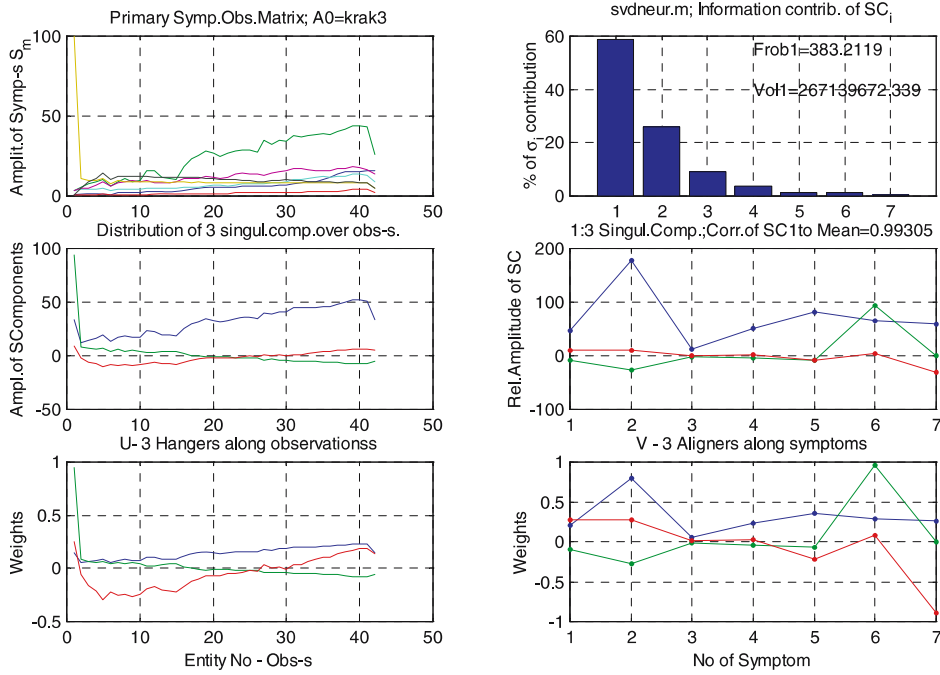 Primary Symp.Obs.Matrix; A0=krak3
Amplit.of Symp-s S_m
100
50
0
0 10 20 30 40 50
svdneur.m; Information contrib. of SC_i
Frob1=383.2119
Vol1=267139672.339
% of σ_i contribution
60
40
20
0
1 2 3 4 5 6 7
Distribution of 3 singul.comp.over obs-s.
Ampl.of SComponents
100
50
0
-50
0 10 20 30 40 50
1:3 Singul.Comp.;Corr.of SC1to Mean=0.99305
Rel.Amplitude of SC
200
100
0
-100
1 2 3 4 5 6 7
U- 3 Hangers along observationss
Weights
1
0.5
0
-0.5
0 10 20 30 40 50
Entity No - Obs-s
V - 3 Aligners along symptoms
Weights
1
0.5
0
-0.5
-1
1 2 3 4 5 6 7
No of Symptom